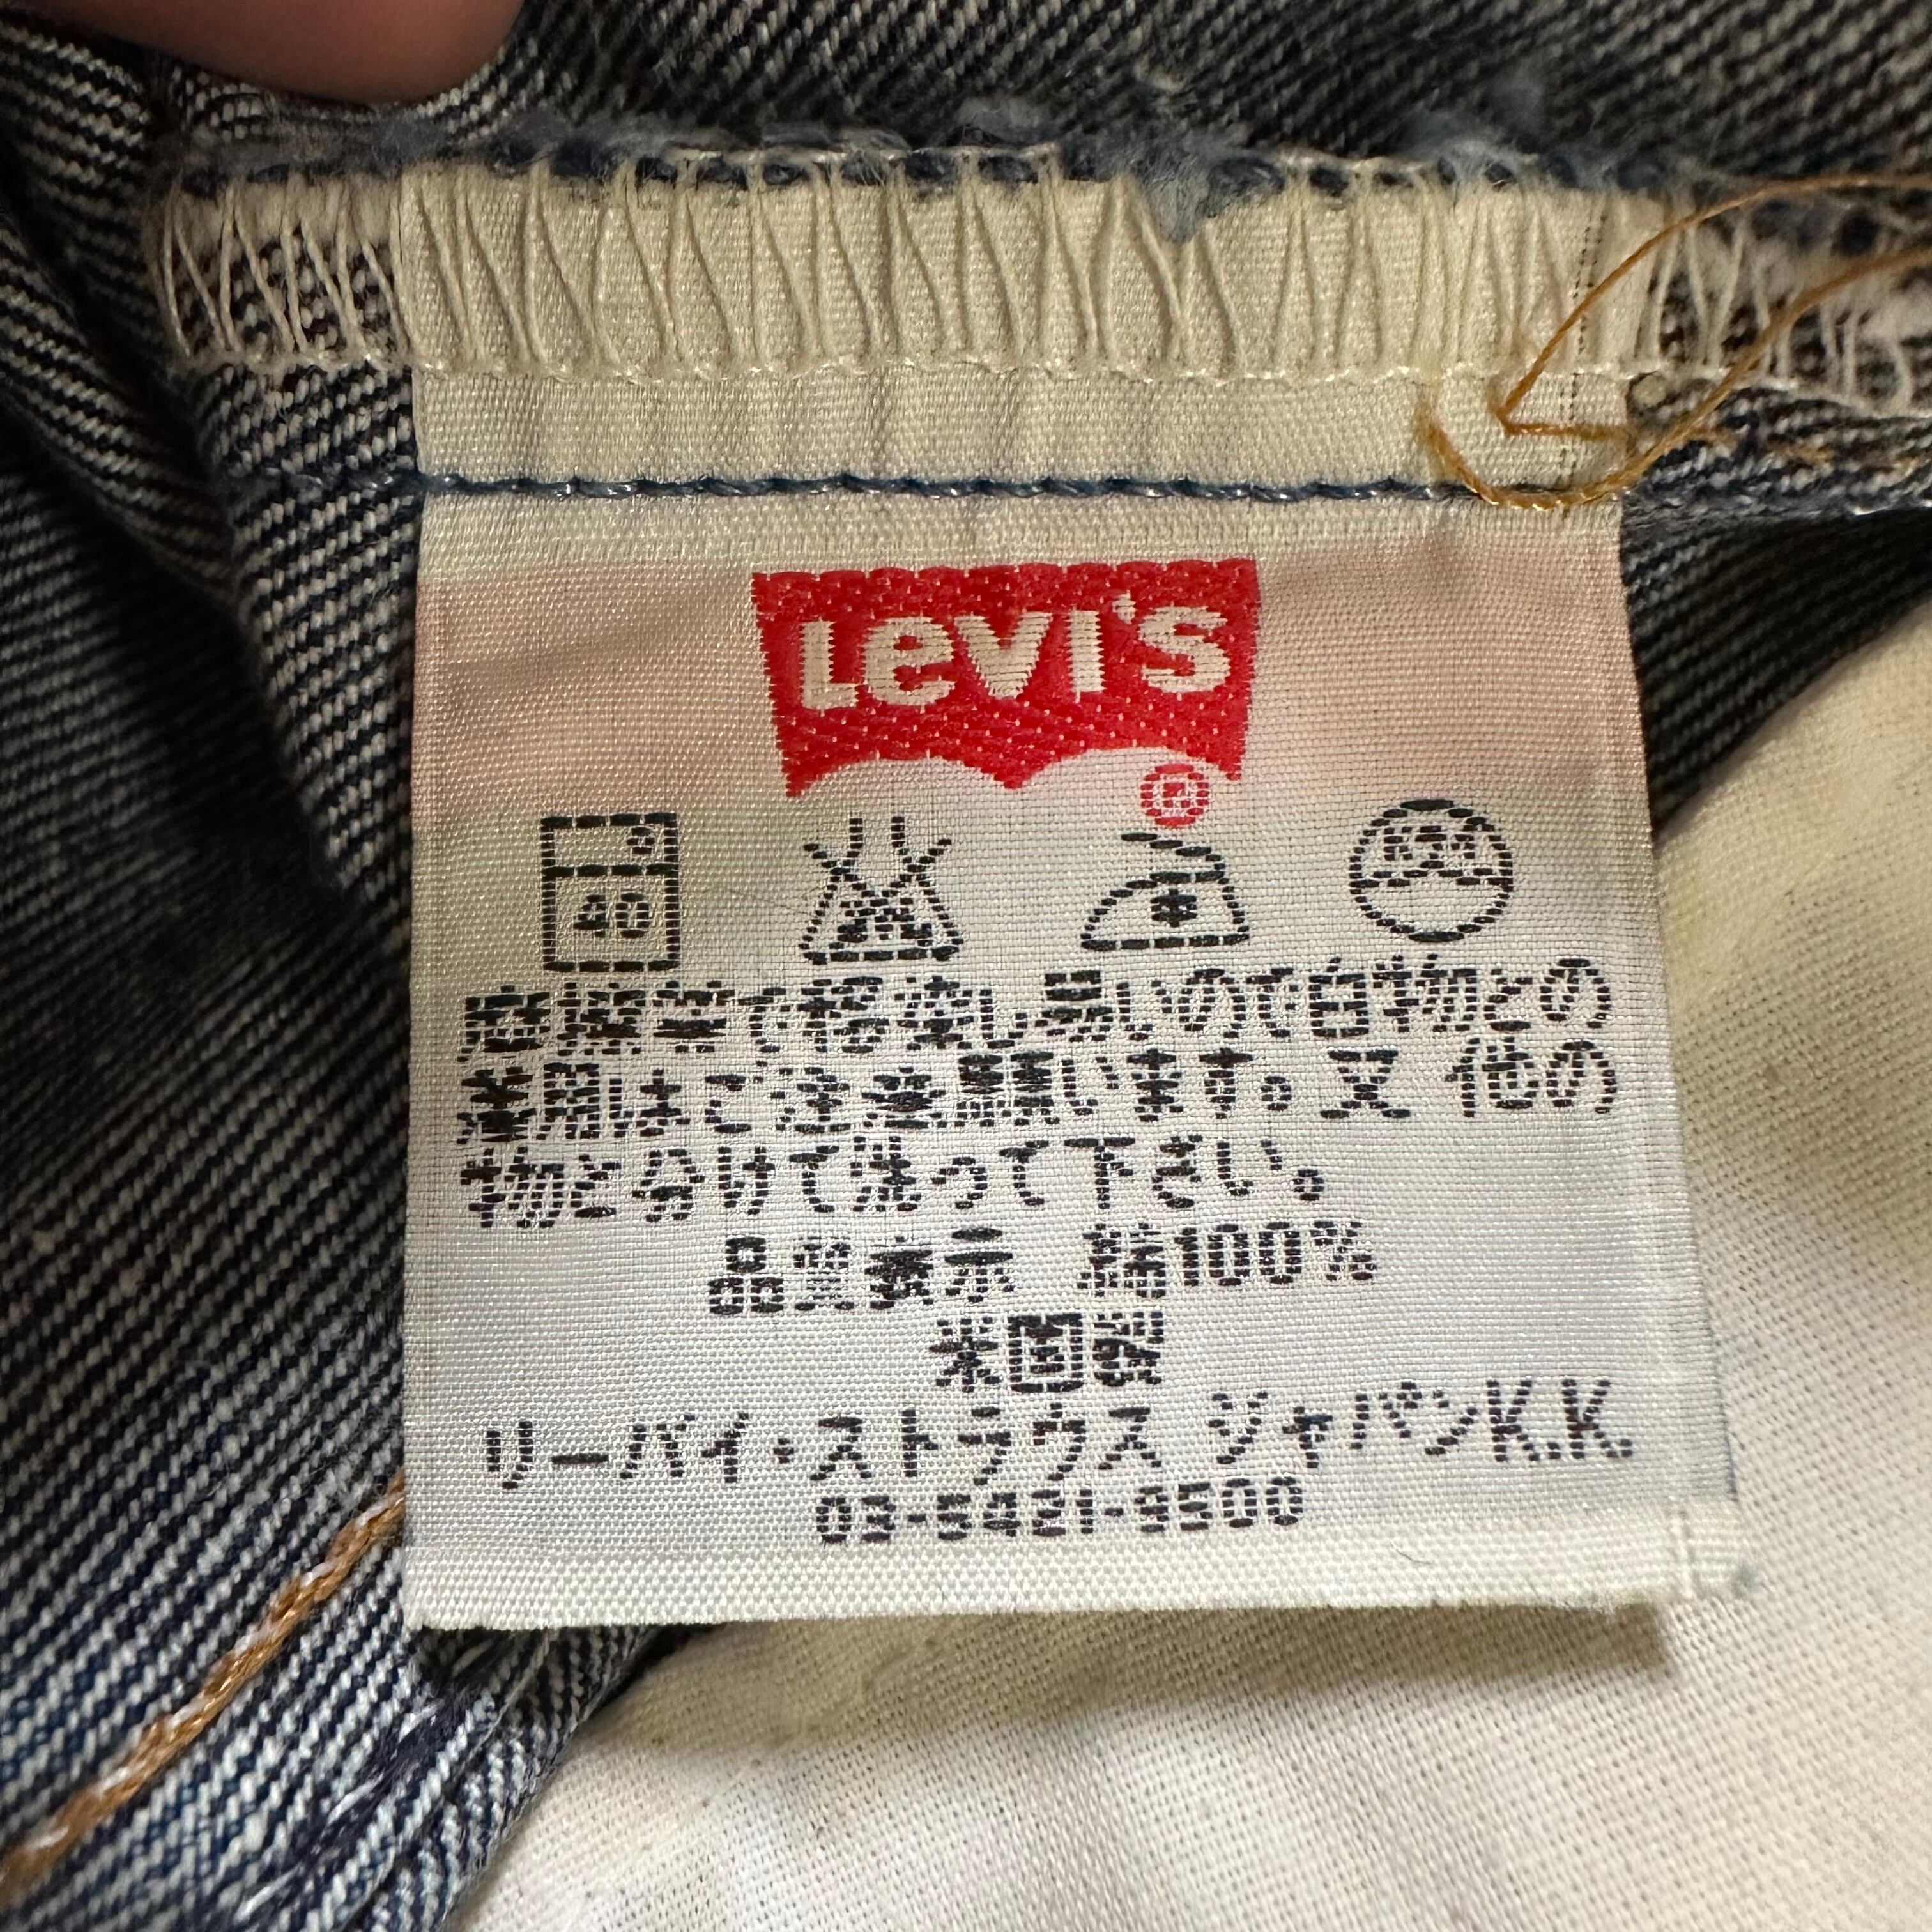 Levi's
®
40
摩擦等で移染し易いので白物との
着用はご注意願います。又 他の
物と分けて洗って下さい。
品質表示 綿100%
米国製
リーバイ・ストラウス ジャパンK.K.
03-5421-9500